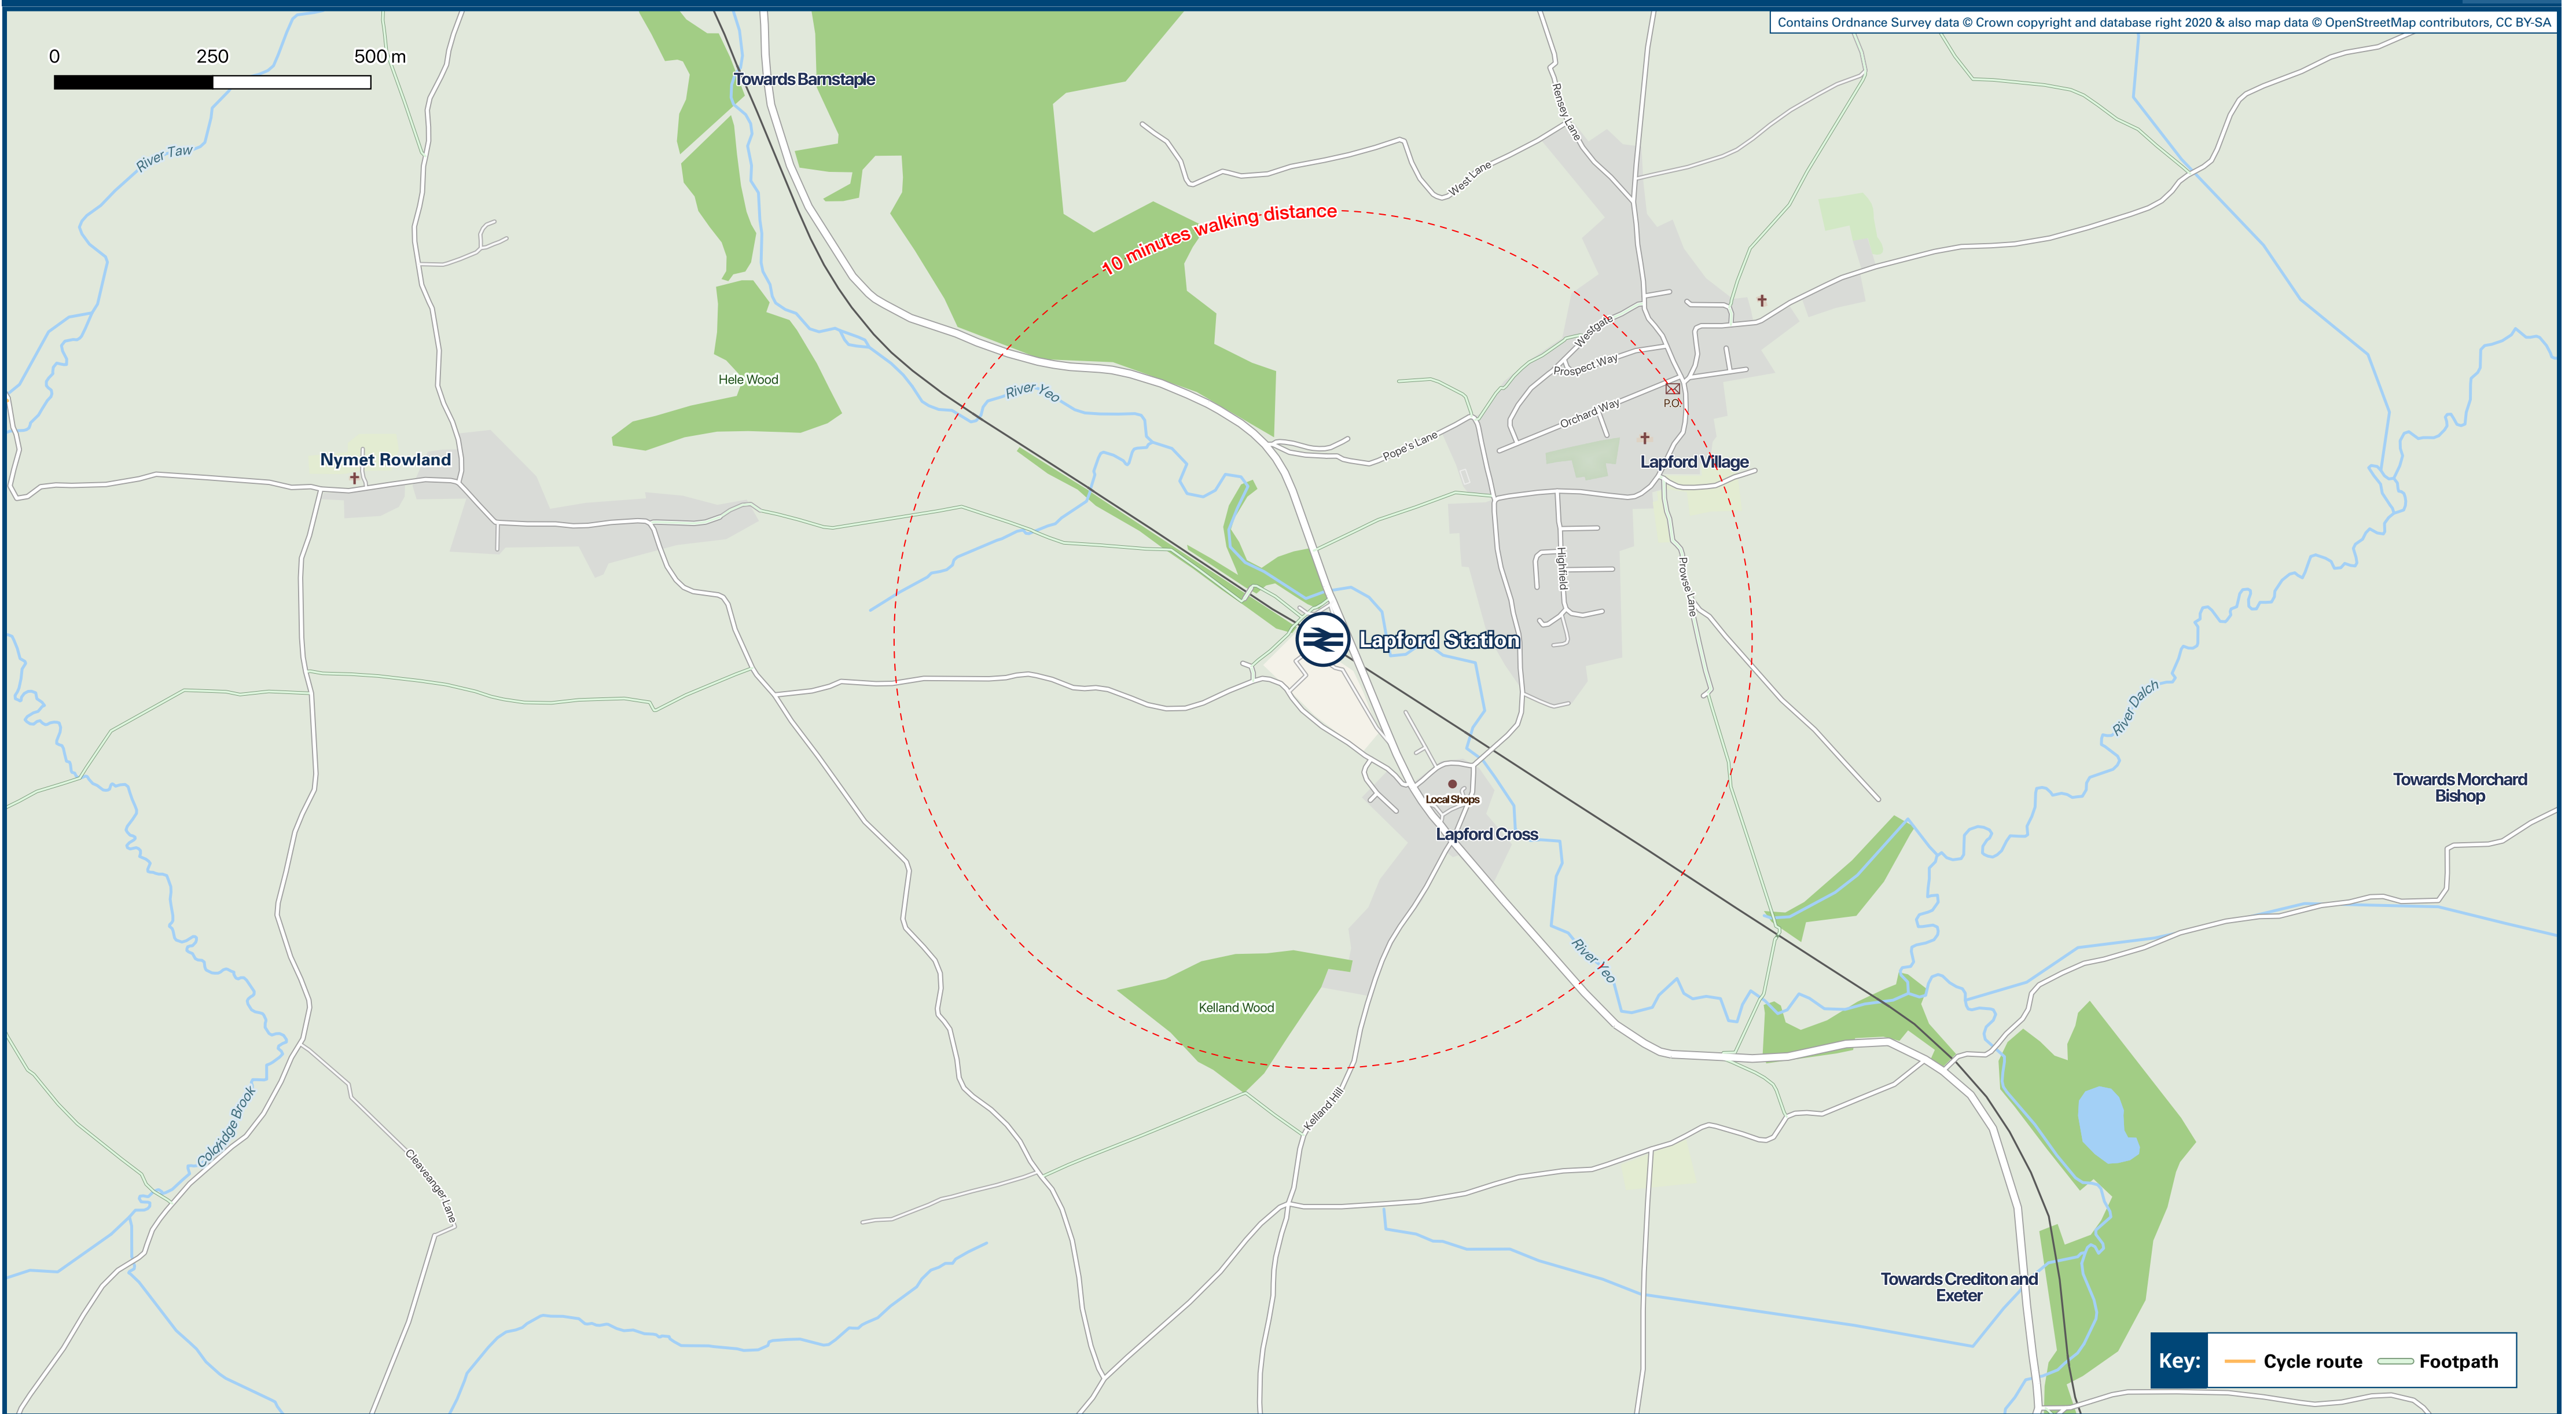 Contains Ordnance Survey data © Crown copyright and database right 2020 & also map data © OpenStreetMap contributors, CC BY-SA
0 250 500 m
Towards Barnstaple
Rensey Lane
River Taw
West Lane
10 minutes walking distance
Westgate
Prospect Way
Hele Wood
River Yeo
P.O.
Orchard Way
Pope's Lane
Nymet Rowland
Lapford Village
Highfield
Prowse Lane
Lapford Station
River Dalch
Towards Morchard
Bishop
Local Shops
Lapford Cross
River Yeo
Kelland Wood
Kelland Hill
Coldridge Brook
Cleaveanger Lane
Towards Crediton and
Exeter
Key: Cycle route Footpath